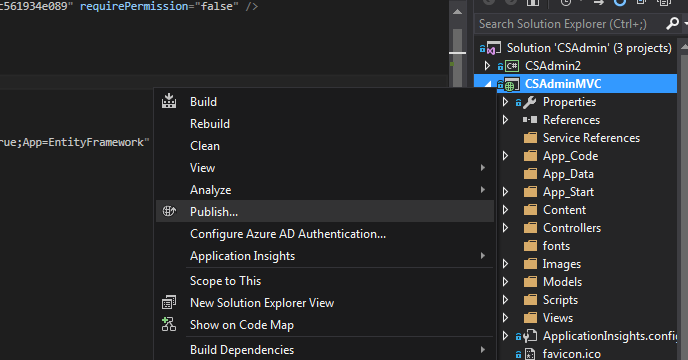 c561934e089" requirePermission="false" />
rue;App=EntityFramework"
Build
Rebuild
Clean
View
Analyze
Publish...
Configure Azure AD Authentication...
Application Insights
Scope to This
New Solution Explorer View
Show on Code Map
Build Dependencies
Search Solution Explorer (Ctrl+;)
Solution 'CSAdmin' (3 projects)
C# CSAdmin2
CSAdminMVC
Properties
References
Service References
App_Code
App_Data
App_Start
Content
Controllers
fonts
Images
Models
Scripts
Views
ApplicationInsights.config
favicon.ico